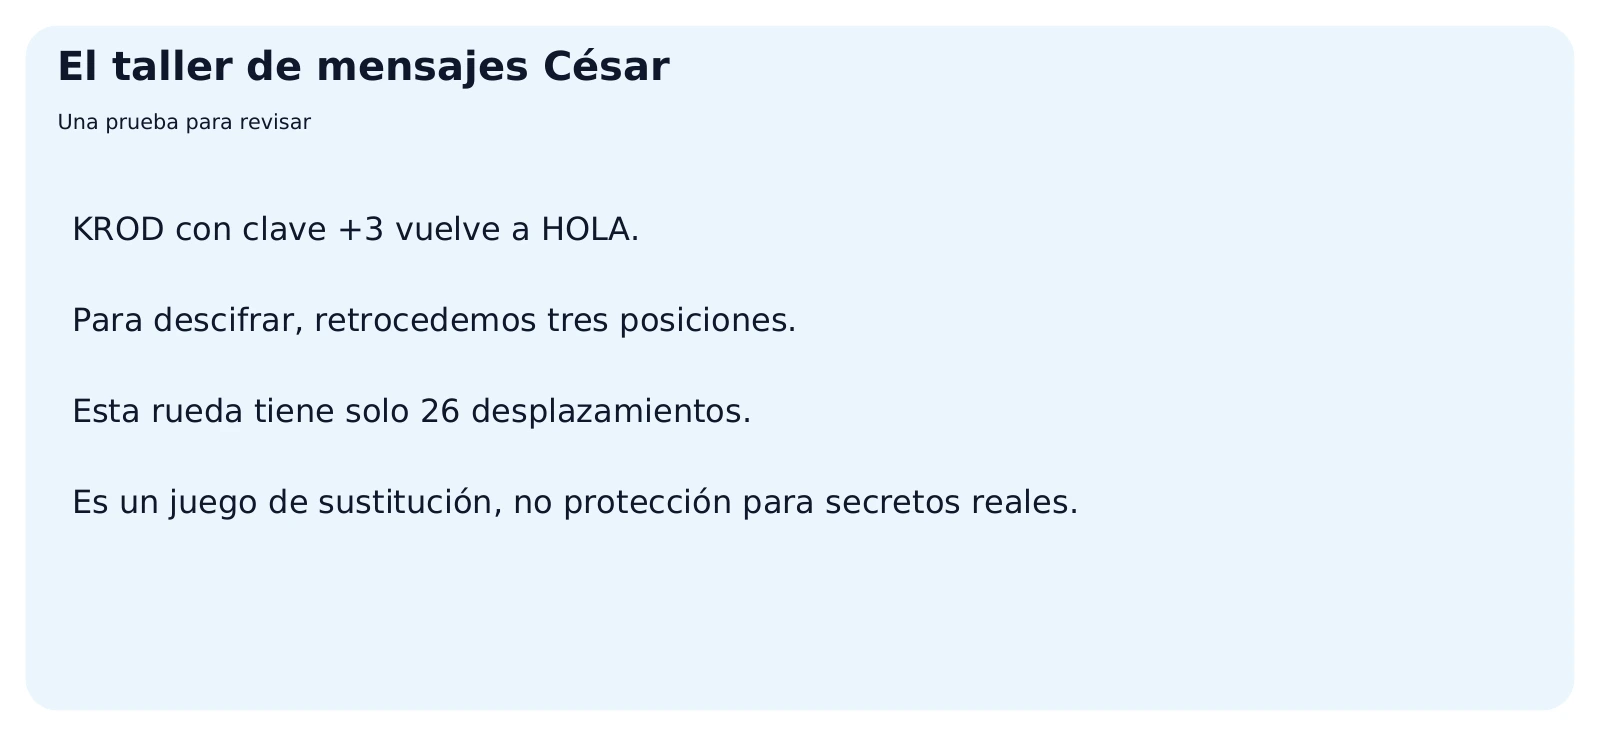 El taller de mensajes César
Una prueba para revisar
KROD con clave +3 vuelve a HOLA.
Para descifrar, retrocedemos tres posiciones.
Esta rueda tiene solo 26 desplazamientos.
Es un juego de sustitución, no protección para secretos reales.